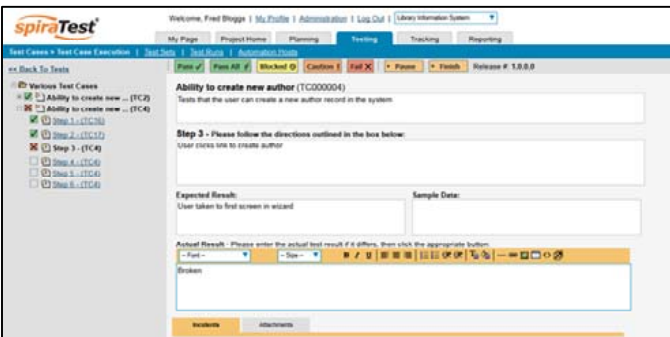 spiraTest
Welcome, Fred Bloggs | My Profile | Administration | Log Out | Library Information System
My Page Project Home Planning Testing Tracking Reporting
Test Cases > Test Case Execution | Test Sets | Test Runs | Automation Hosts
<< Back To Tests
Pass Pass All Blocked Caution ! Fail X Pause Finish Release #: 1.0.0.0
Various Test Cases
Ability to create new ... (TC2)
Ability to create new ... (TC4)
Step 1 - (TC16)
Step 2 - (TC17)
Step 3 - (TC4)
Step 4 - (TC4)
Step 5 - (TC4)
Step 6 - (TC4)
Ability to create new author (TC000004)
Tests that the user can create a new author record in the system
Step 3 - Please follow the directions outlined in the box below:
User clicks link to create author
Expected Result: Sample Data:
User taken to first screen in wizard
Actual Result - Please enter the actual test result if it differs, then click the appropriate button
-- Font -- -- Size -- B I U
Broken
Incidents Attachments